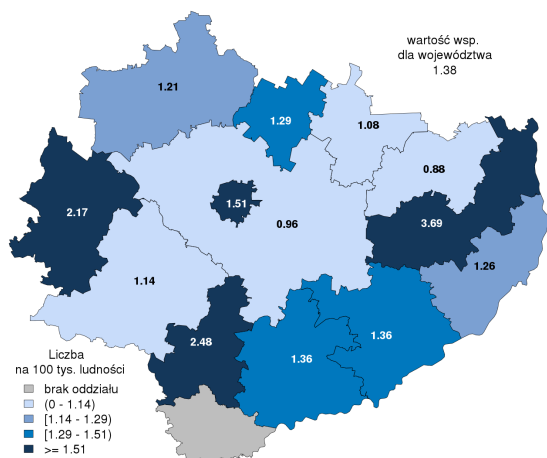 wartość wsp.
dla województwa
1.38
1.21
1.29
1.08
0.88
2.17
1.51
0.96
3.69
1.26
1.14
2.48
1.36
1.36
Liczba
na 100 tys. ludności
brak oddziału
(0 - 1.14)
[1.14 - 1.29)
[1.29 - 1.51)
>= 1.51